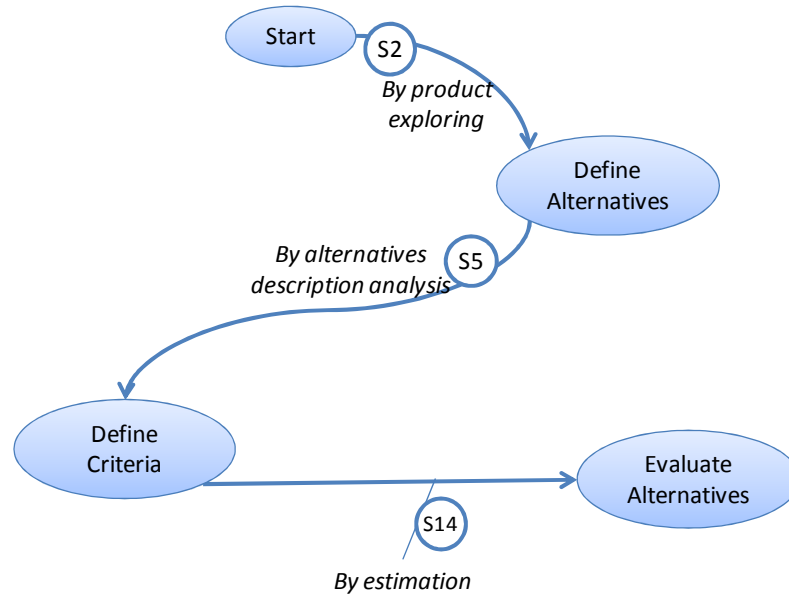 Start
S2
By product
exploring
Define
Alternatives
By alternatives
description analysis
S5
Define
Criteria
Evaluate
Alternatives
S14
By estimation